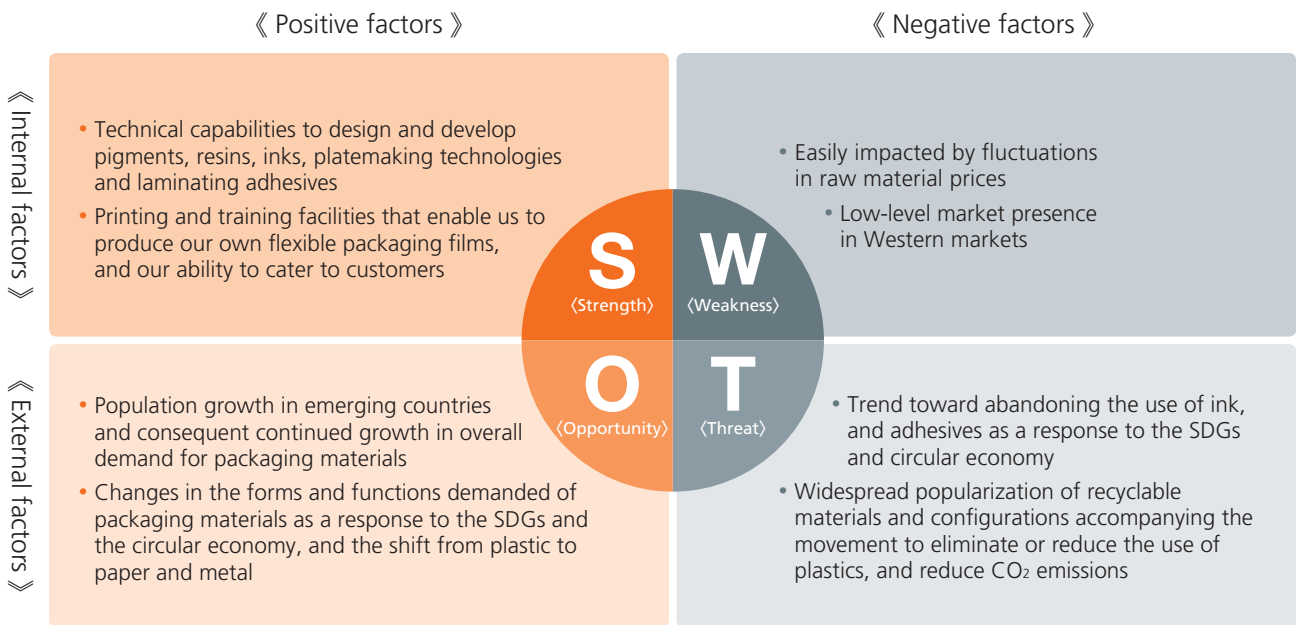 《 Positive factors 》
《 Negative factors 》
《 Internal factors 》
• Technical capabilities to design and develop
pigments, resins, inks, platemaking technologies
and laminating adhesives
• Printing and training facilities that enable us to
produce our own flexible packaging films,
and our ability to cater to customers
S
〈Strength〉
W
〈Weakness〉
• Easily impacted by fluctuations
in raw material prices
• Low-level market presence
in Western markets
《 External factors 》
• Population growth in emerging countries
and consequent continued growth in overall
demand for packaging materials
• Changes in the forms and functions demanded of
packaging materials as a response to the SDGs and
the circular economy, and the shift from plastic to
paper and metal
O
〈Opportunity〉
T
〈Threat〉
• Trend toward abandoning the use of ink,
and adhesives as a response to the SDGs
and circular economy
• Widespread popularization of recyclable
materials and configurations accompanying the
movement to eliminate or reduce the use of
plastics, and reduce CO₂ emissions